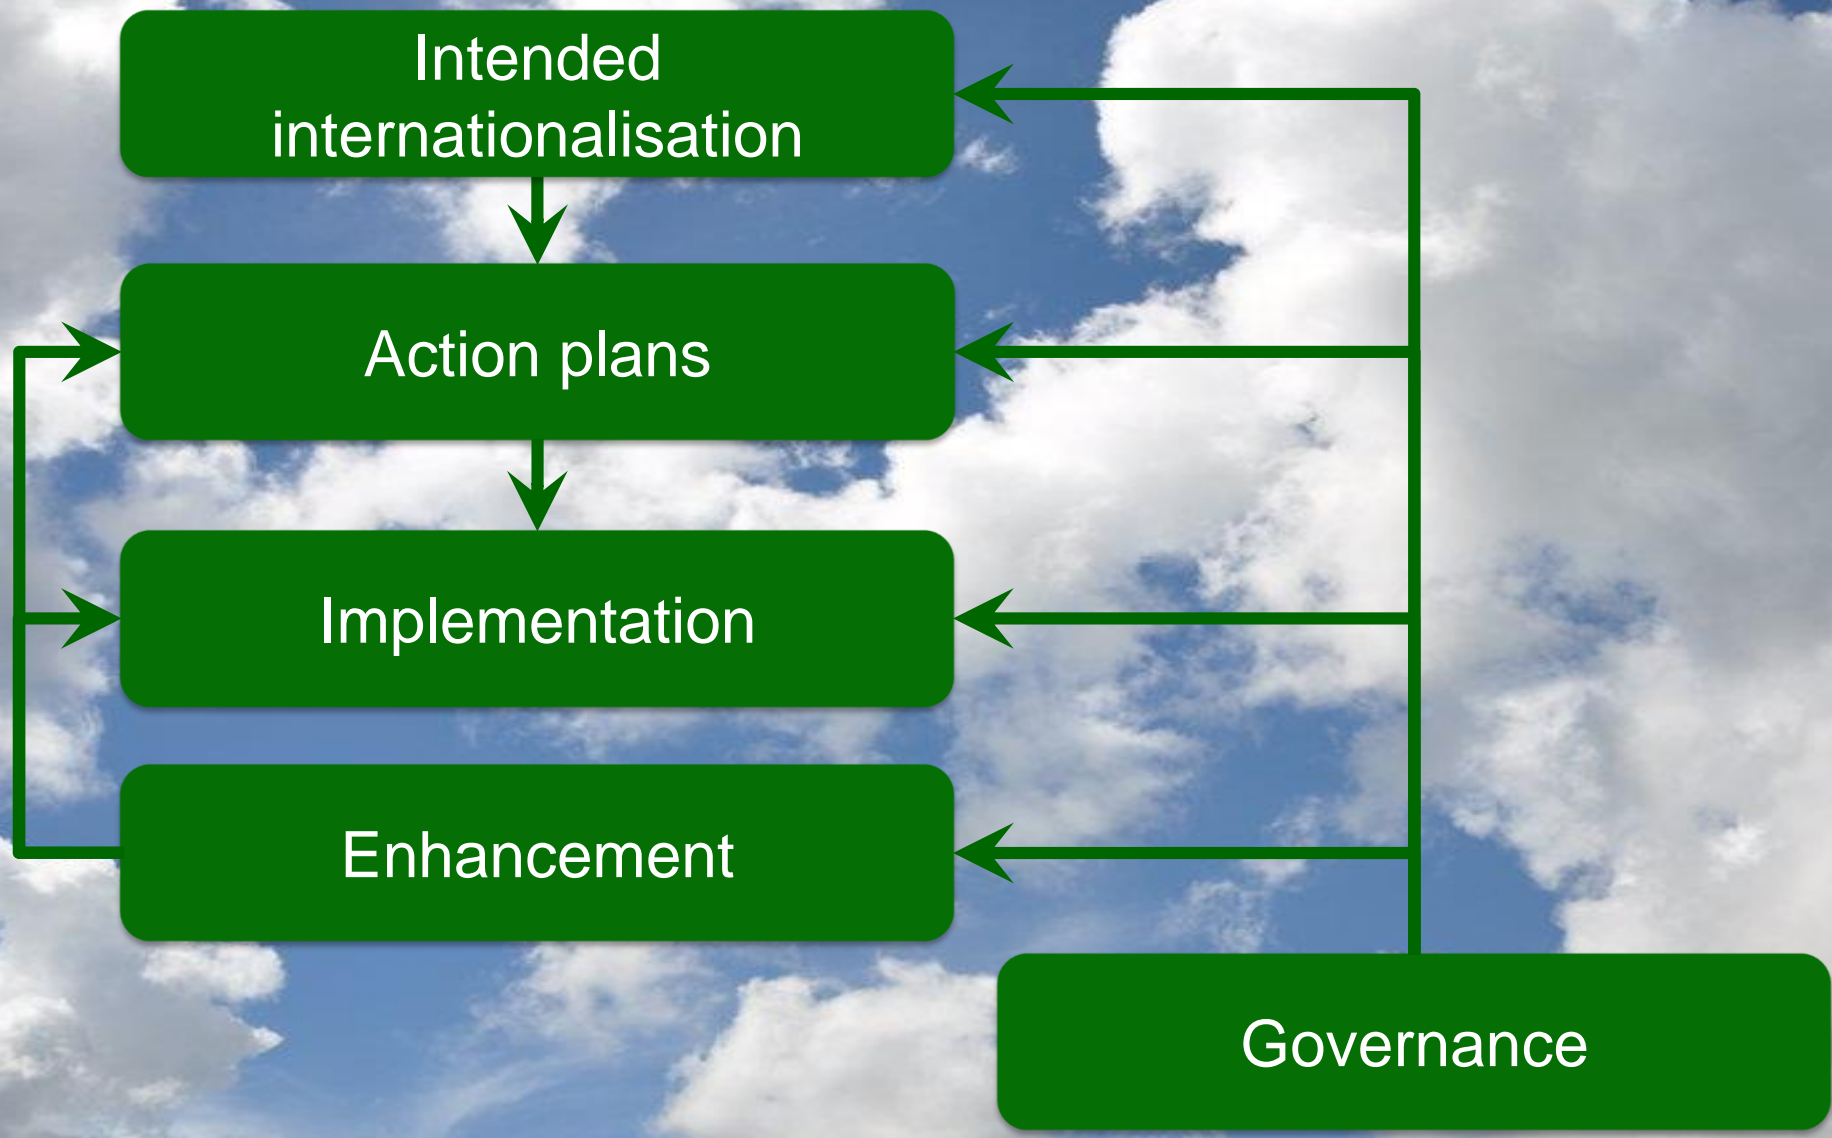 Intended
internationalisation
Action plans
Implementation
Enhancement
Governance